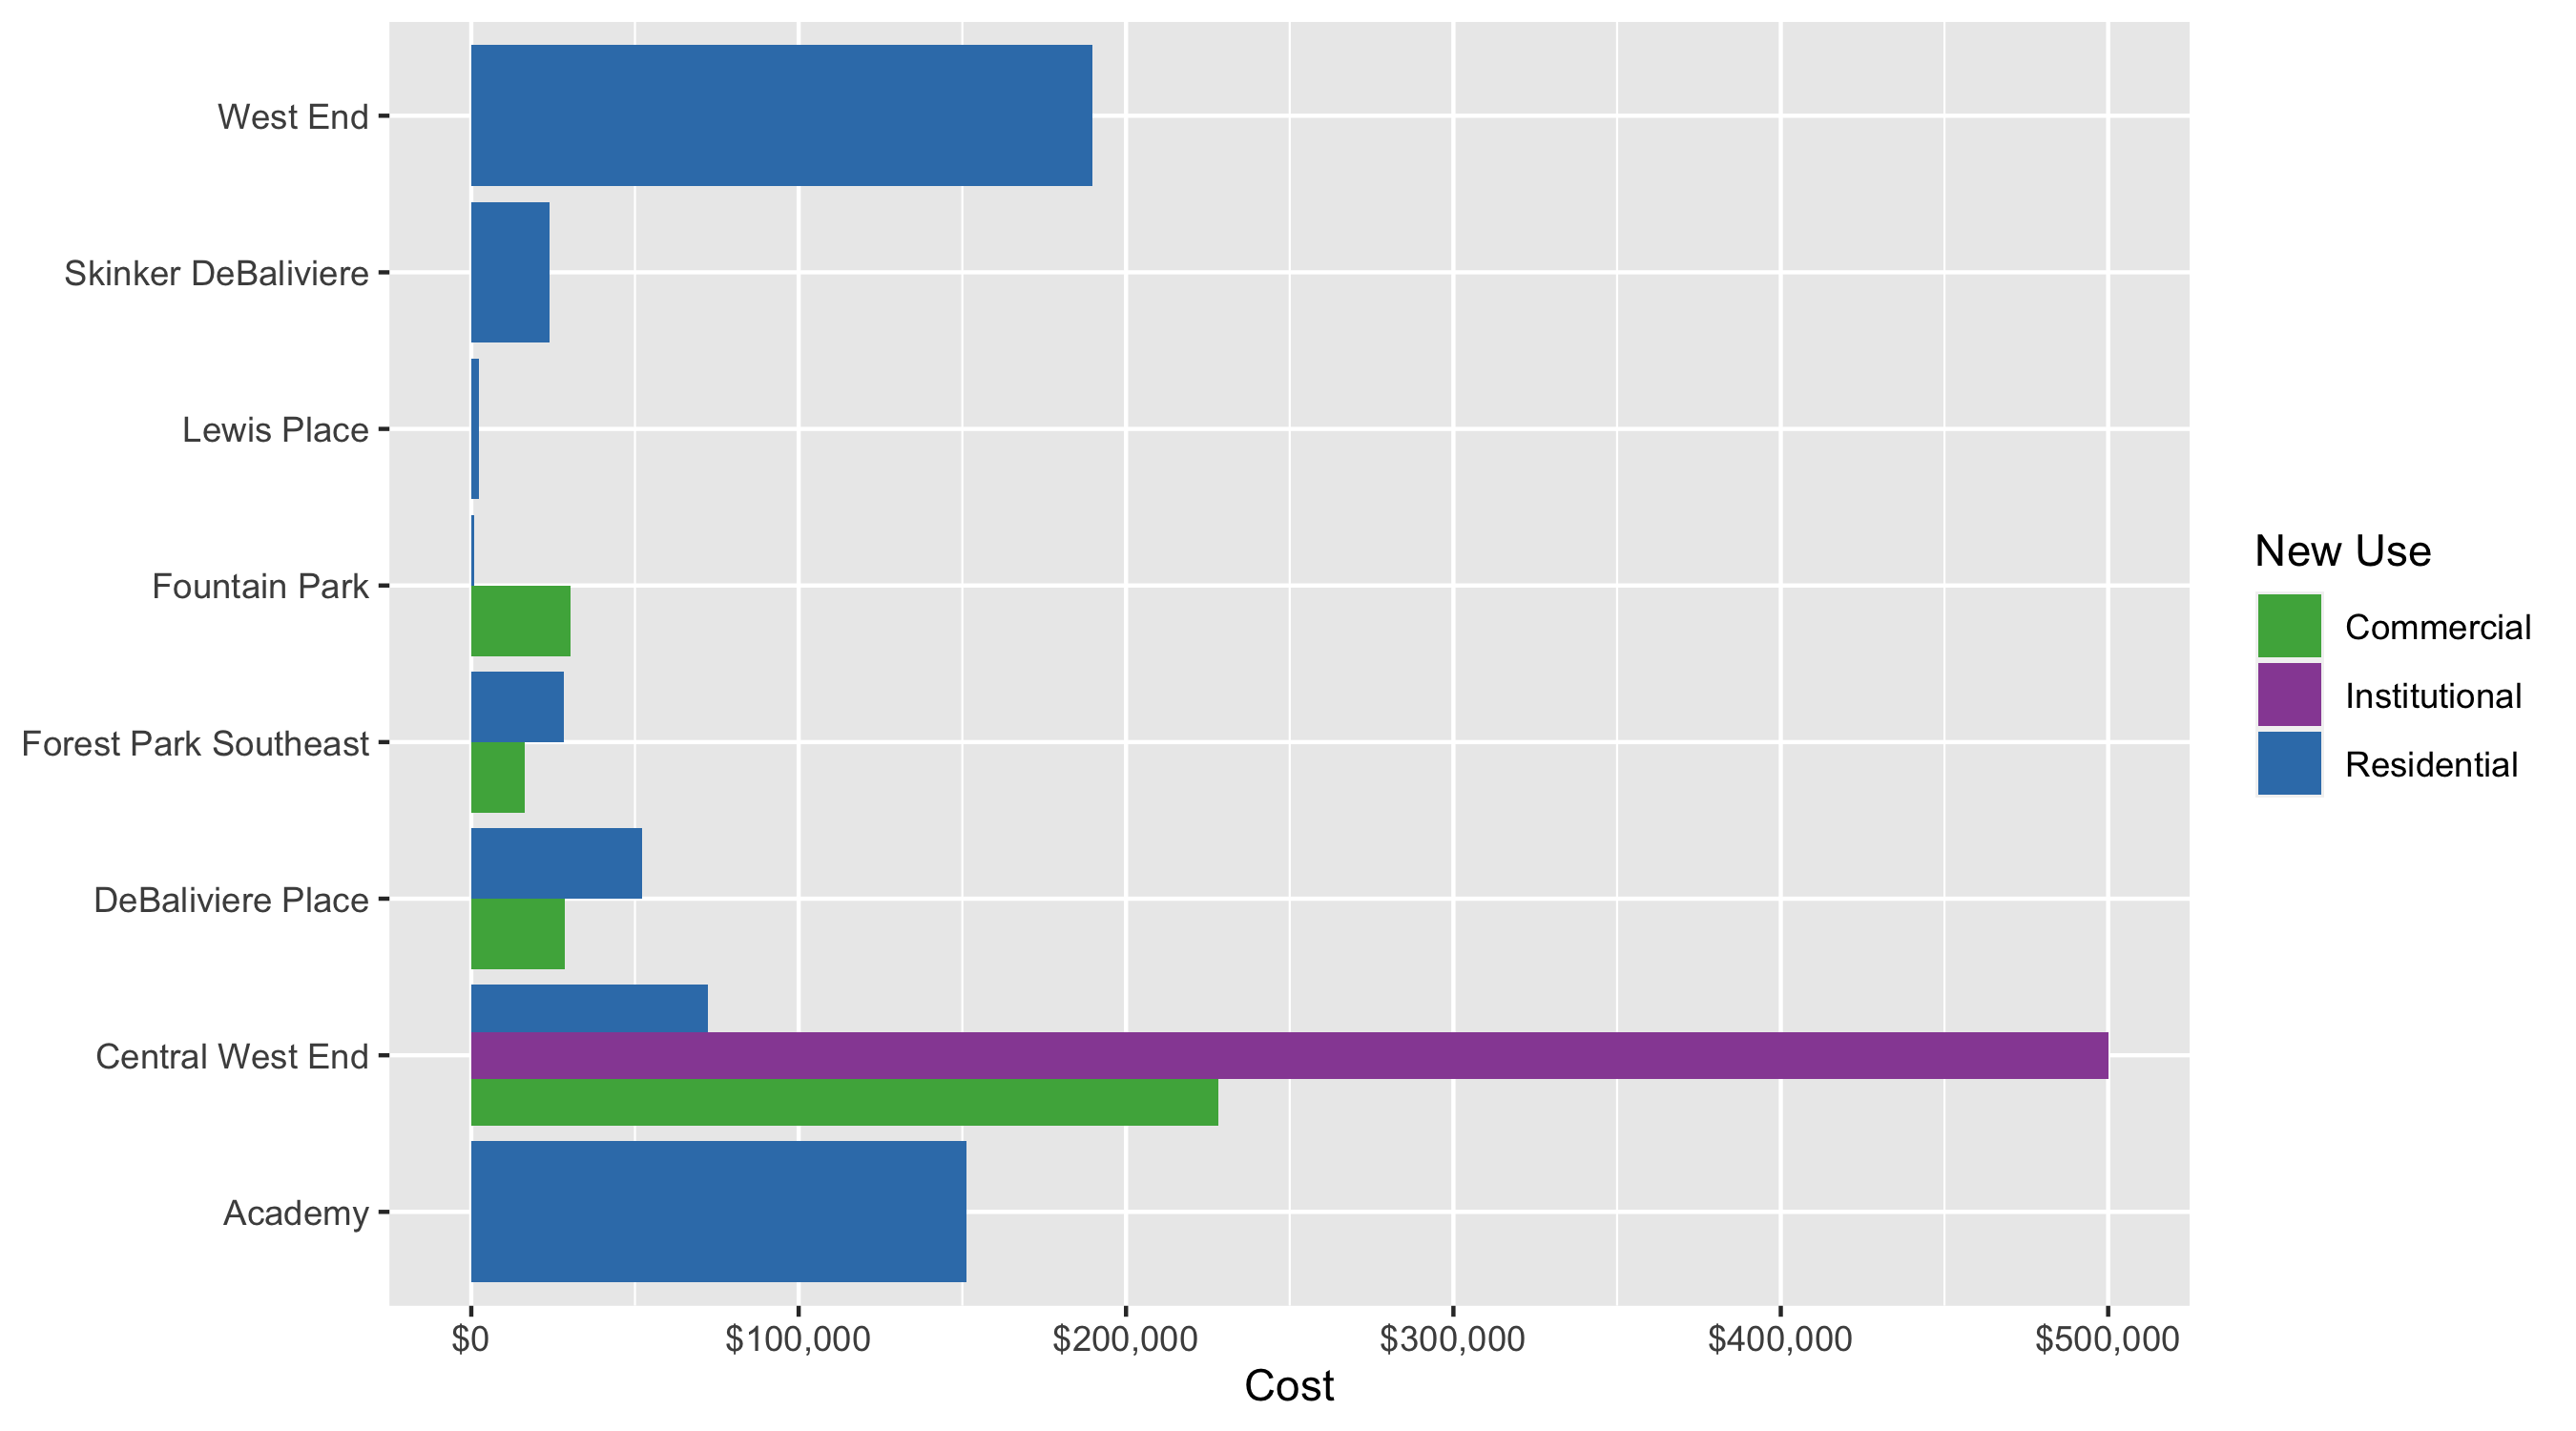 West End
Skinker DeBaliviere
Lewis Place
Fountain Park
Forest Park Southeast
DeBaliviere Place
Central West End
Academy
$0 $100,000 $200,000 $300,000 $400,000 $500,000
Cost
New Use
Commercial
Institutional
Residential